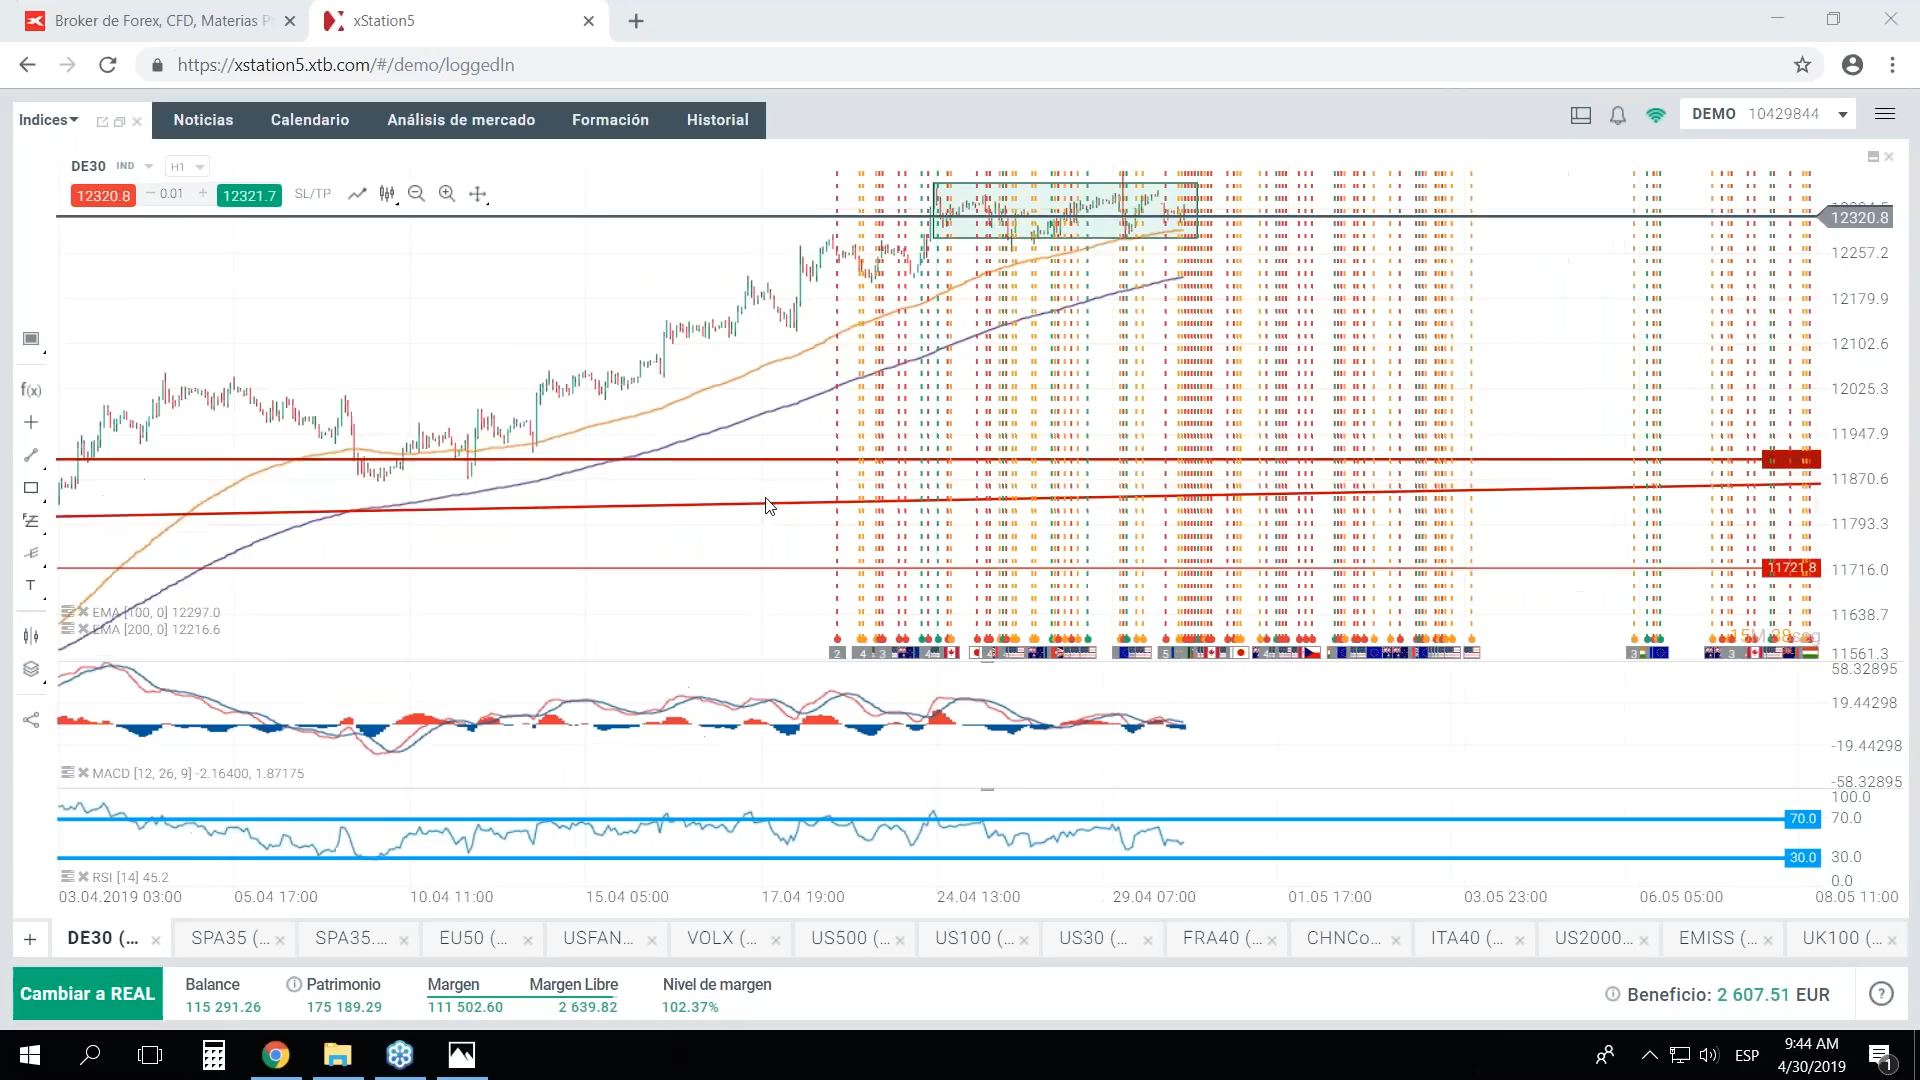 Broker de Forex, CFD, Materias P
xStation5
https://xstation5.xtb.com/#/demo/loggedIn
Indices
Noticias
Calendario
Análisis de mercado
Formación
Historial
DEMO 10429844
DE30 IND H1
12320.8 0.01 12321.7 SL/TP
12320.8
12257.2
12179.9
12102.6
12025.3
11947.9
11870.6
11793.3
11721.8
11716.0
11638.7
11561.3
f(x)
T
EMA [100, 0] 12297.0
EMA [200, 0] 12216.6
58.32895
19.44298
-19.44298
-58.32895
MACD [12, 26, 9] -2.16400, 1.87175
100.0
70.0 70.0
30.0 30.0
0.0
RSI [14] 45.2
03.04.2019 03:00 05.04 17:00 10.04 11:00 15.04 05:00 17.04 19:00 24.04 13:00 29.04 07:00 01.05 17:00 03.05 23:00 06.05 05:00 08.05 11:00
DE30 (... SPA35 (... SPA35.... EU50 (... USFAN... VOLX (... US500 (... US100 (... US30 (... FRA40 (... CHNCo... ITA40 (... US2000... EMISS (... UK100 (...
Cambiar a REAL
Balance Patrimonio Margen Margen Libre Nivel de margen
115 291.26 175 189.29 111 502.60 2 639.82 102.37%
Beneficio: 2 607.51 EUR
ESP
9:44 AM
4/30/2019
1